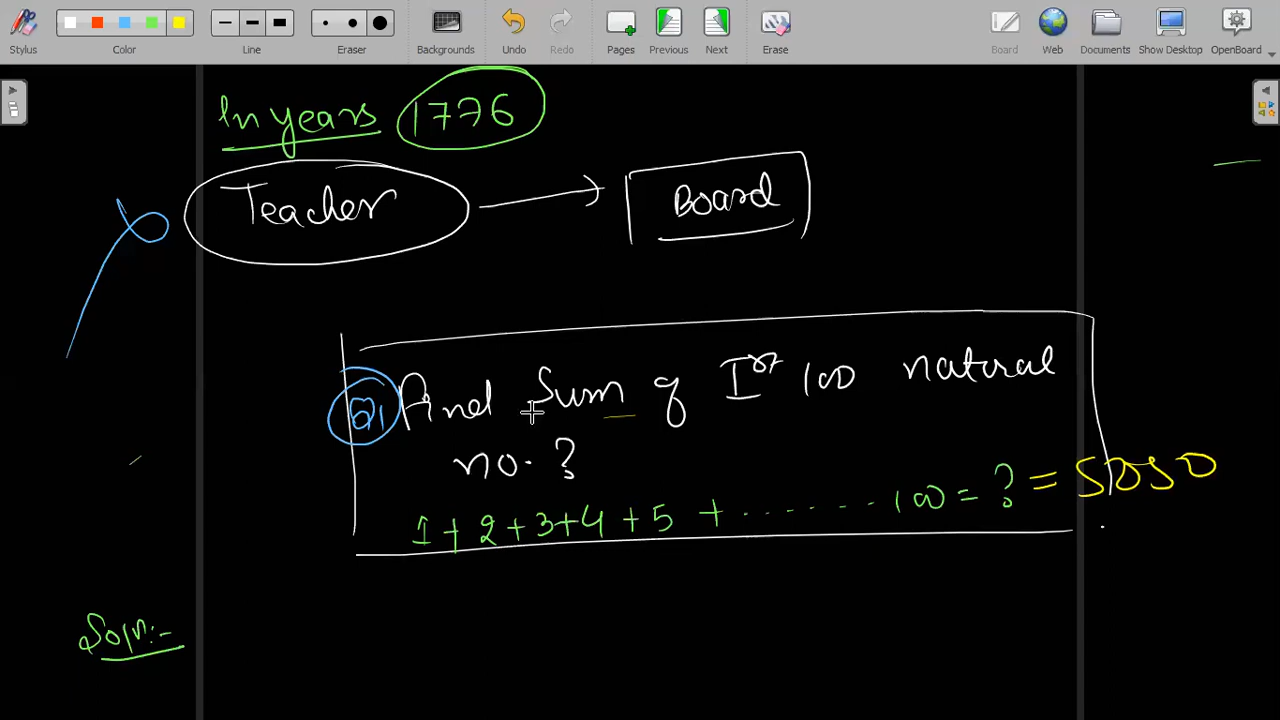 Stylus Color Line Eraser Backgrounds Undo Redo Pages Previous Next Erase Board Web Documents Show Desktop OpenBoard
In years 1776
Teacher Board
Q1 Find Sum of Ist 100 natural
no. ?
1+2+3+4+5+.......100=? = 5050
Soln:-